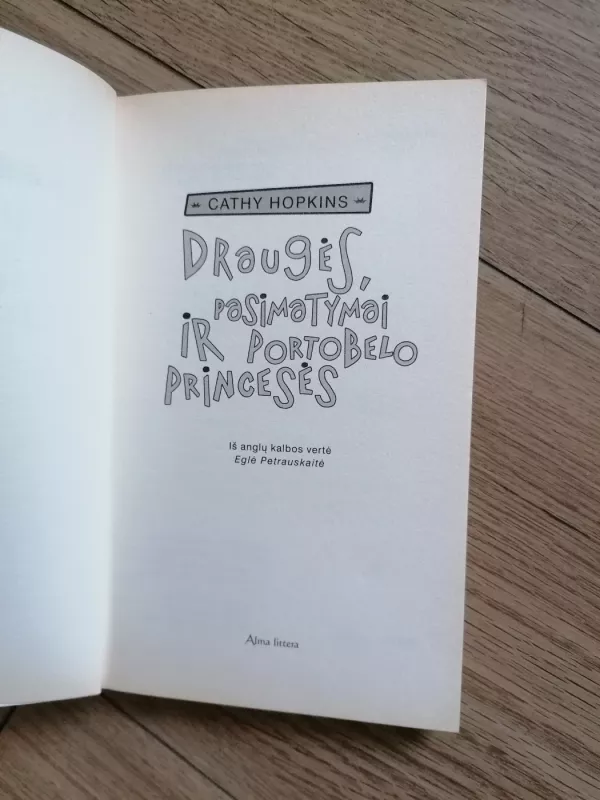 CATHY HOPKINS
DRaugės,
pasimatymai
iR PORTOBELO
PRiNCESĖS
Iš anglų kalbos vertė
Eglė Petrauskaitė
Alma littera